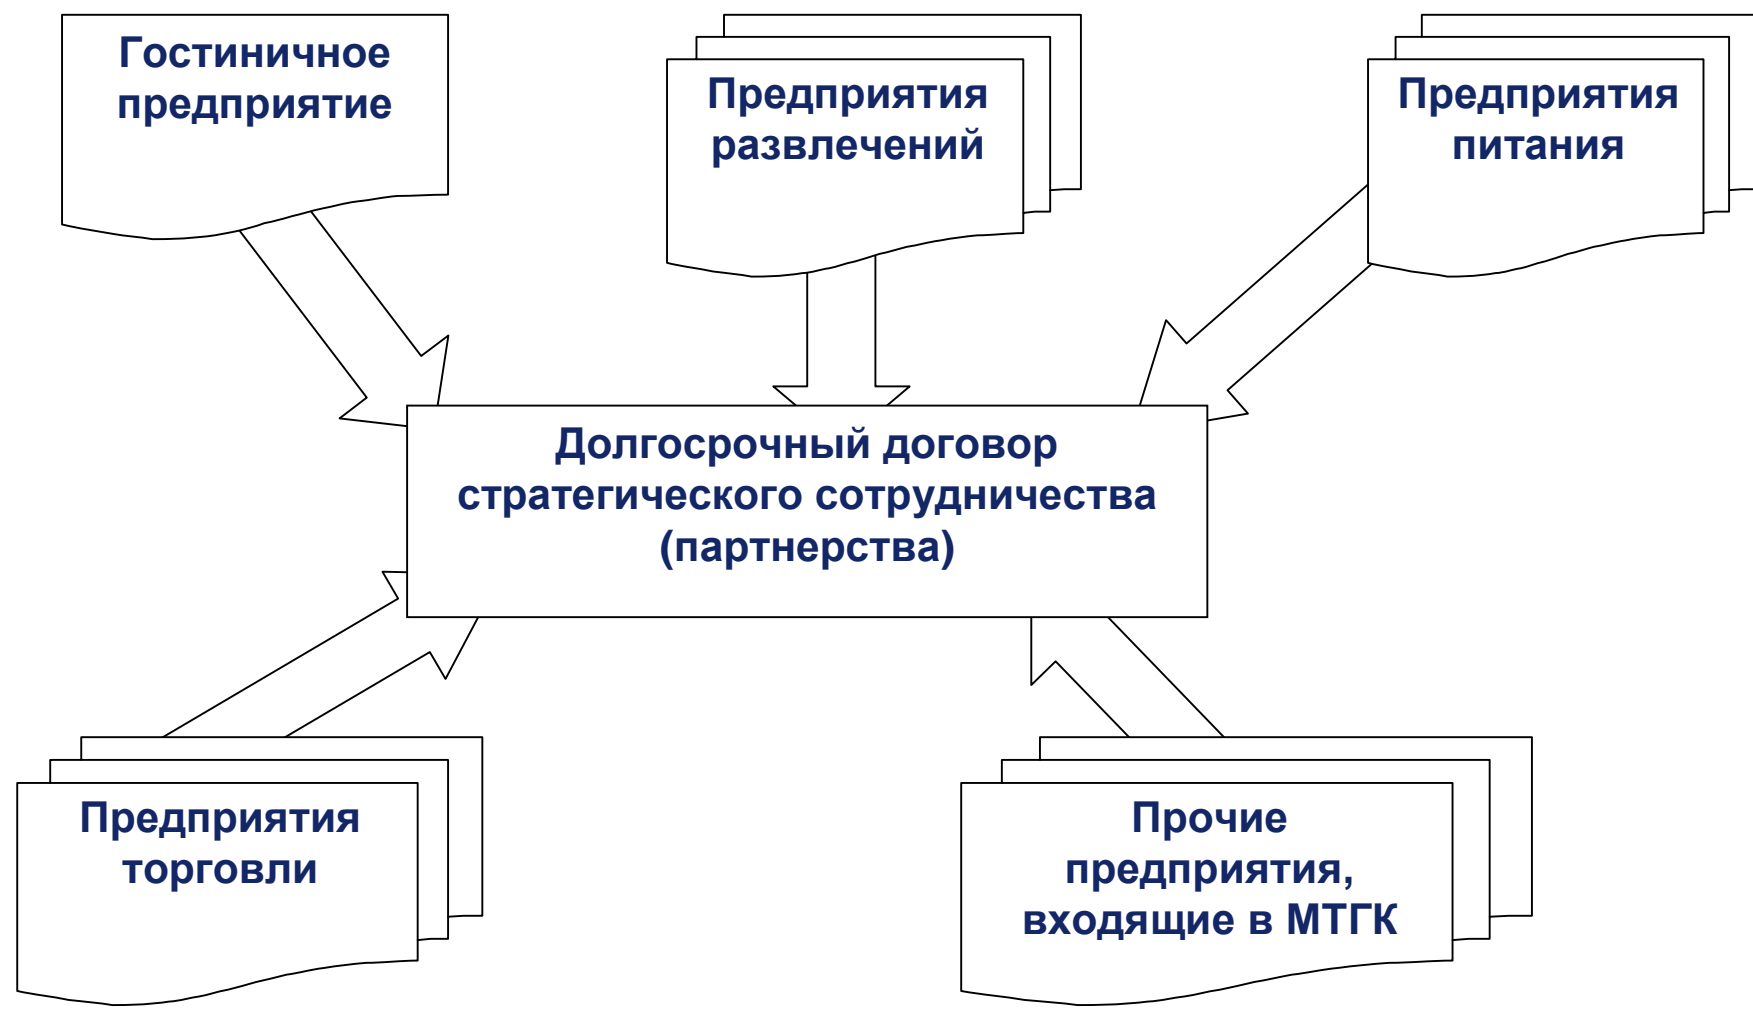 Гостиничное
предприятие
Предприятия
развлечений
Предприятия
питания
Долгосрочный договор
стратегического сотрудничества
(партнерства)
Предприятия
торговли
Прочие
предприятия,
входящие в МТГК